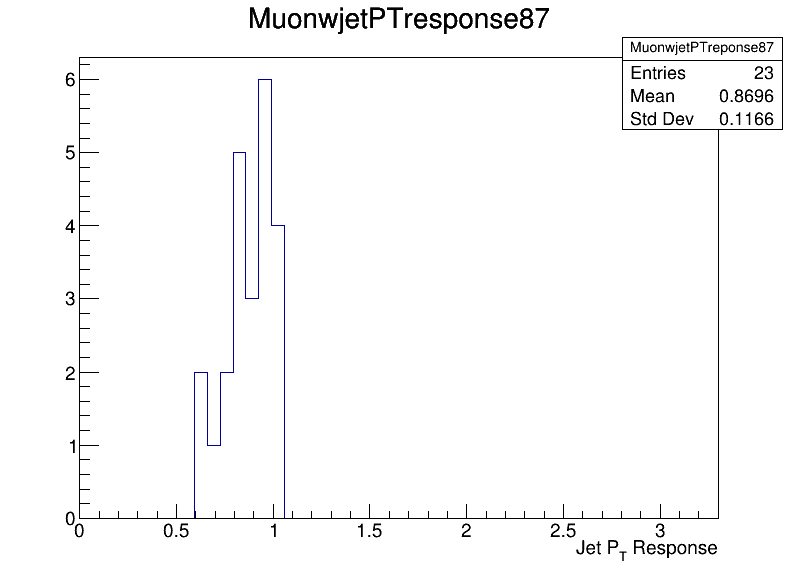 MuonwjetPTresponse87
MuonwjetPTreponse87
Entries 23
Mean 0.8696
Std Dev 0.1166
6
5
4
3
2
1
0
0 0.5 1 1.5 2 2.5 3
Jet P_T Response